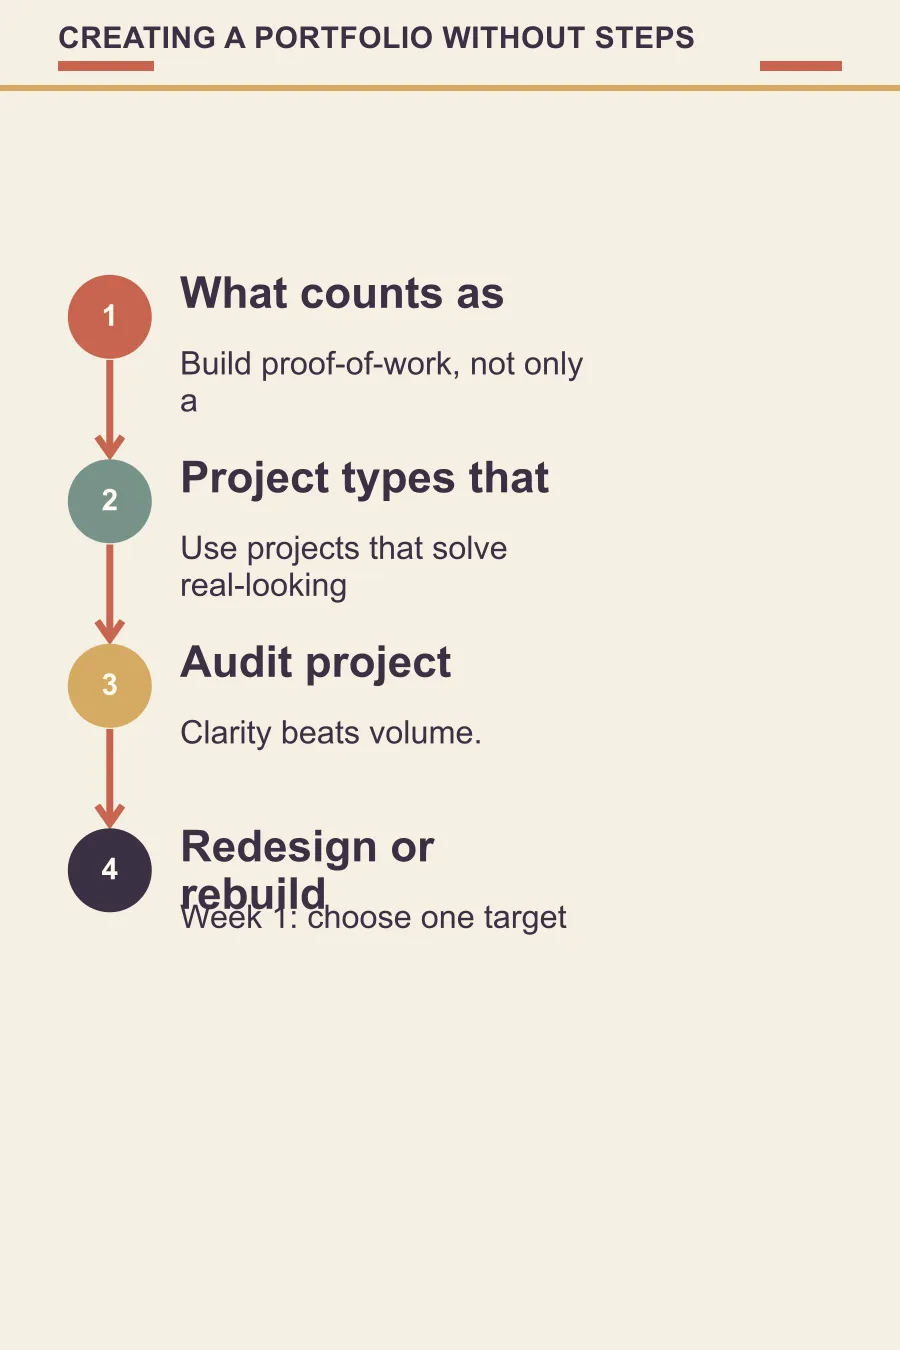 CREATING A PORTFOLIO WITHOUT STEPS
1
What counts as
Build proof-of-work, not only
a
2
Project types that
Use projects that solve
real-looking
3
Audit project
Clarity beats volume.
4
Redesign or
rebuild
Week 1: choose one target